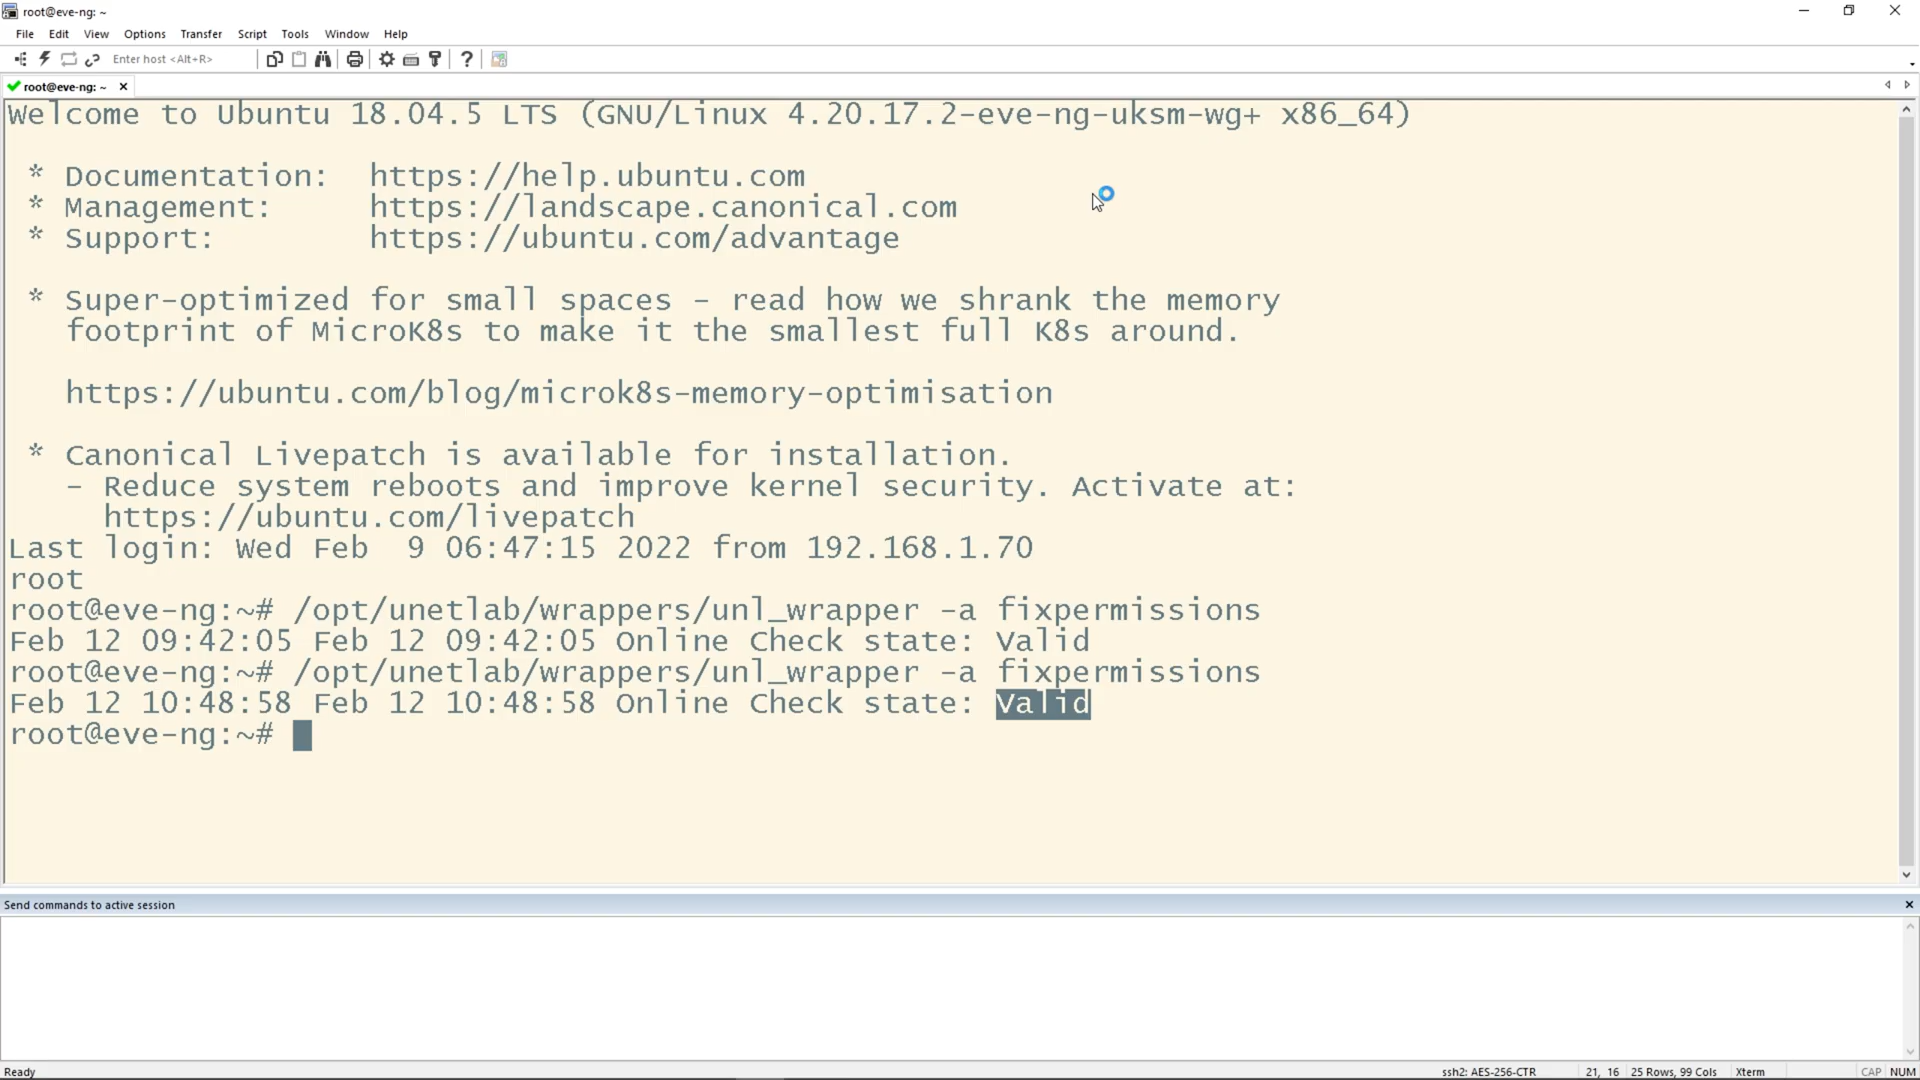 root@eve-ng: ~
File Edit View Options Transfer Script Tools Window Help
Enter host <Alt+R>
root@eve-ng: ~
Welcome to Ubuntu 18.04.5 LTS (GNU/Linux 4.20.17.2-eve-ng-uksm-wg+ x86_64)
* Documentation: https://help.ubuntu.com
* Management: https://landscape.canonical.com
* Support: https://ubuntu.com/advantage
* Super-optimized for small spaces - read how we shrank the memory
footprint of MicroK8s to make it the smallest full K8s around.
https://ubuntu.com/blog/microk8s-memory-optimisation
* Canonical Livepatch is available for installation.
- Reduce system reboots and improve kernel security. Activate at:
https://ubuntu.com/livepatch
Last login: Wed Feb  9 06:47:15 2022 from 192.168.1.70
root
root@eve-ng:~# /opt/unetlab/wrappers/unl_wrapper -a fixpermissions
Feb 12 09:42:05 Feb 12 09:42:05 Online Check state: Valid
root@eve-ng:~# /opt/unetlab/wrappers/unl_wrapper -a fixpermissions
Feb 12 10:48:58 Feb 12 10:48:58 Online Check state: Valid
root@eve-ng:~#
Send commands to active session
Ready ssh2: AES-256-CTR 21, 16 25 Rows, 99 Cols Xterm CAP NUM